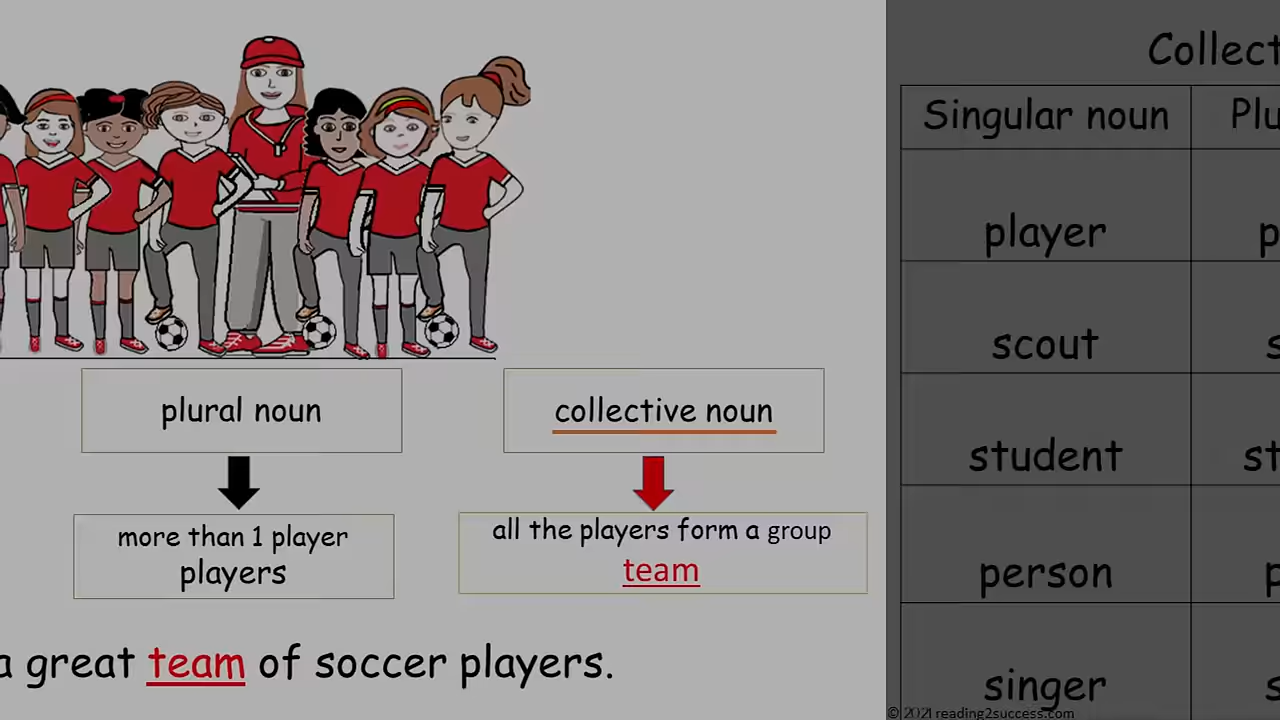 plural noun
collective noun
more than 1 player
players
all the players form a group
team
a great team of soccer players.
Collect
Singular noun
Plu
player
p
scout
s
student
st
person
p
singer
s
© 2021 reading2success.com